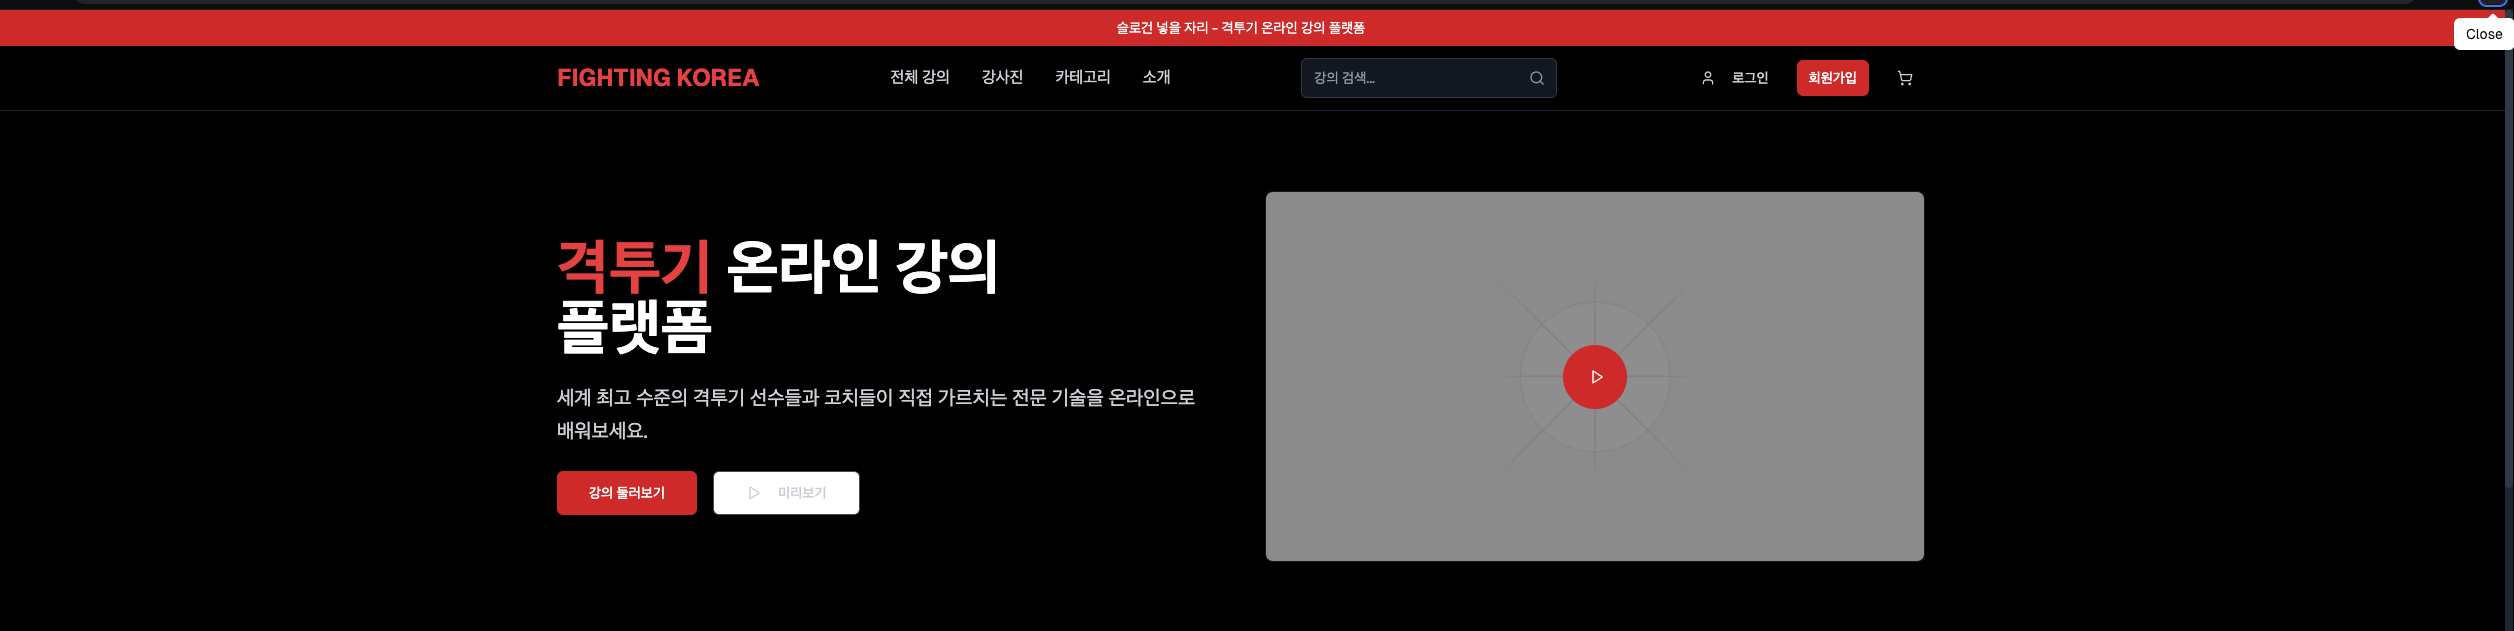 슬로건 넣을 자리 - 격투기 온라인 강의 플랫폼
Close
FIGHTING KOREA
전체 강의
강사진
카테고리
소개
강의 검색...
로그인
회원가입
격투기 온라인 강의
플랫폼
세계 최고 수준의 격투기 선수들과 코치들이 직접 가르치는 전문 기술을 온라인으로
배워보세요.
강의 둘러보기
미리보기